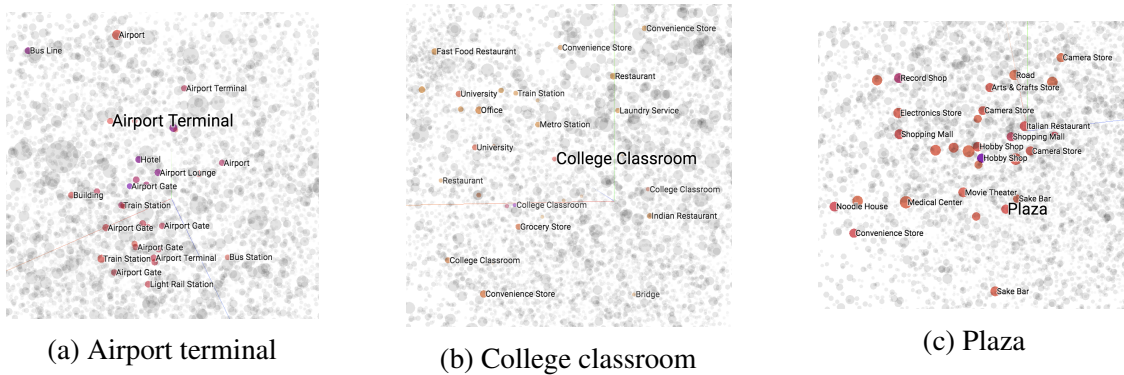 Airport
Bus Line
Airport Terminal
Airport Terminal
Hotel
Airport
Airport Lounge
Airport Gate
Building
Train Station
Airport Gate
Airport Gate
Airport Gate
Train Station
Airport Terminal
Bus Station
Airport Gate
Light Rail Station
(a) Airport terminal
Convenience Store
Convenience Store
Fast Food Restaurant
Restaurant
University
Train Station
Office
Laundry Service
Metro Station
University
College Classroom
Restaurant
College Classroom
College Classroom
Indian Restaurant
Grocery Store
College Classroom
Convenience Store
Bridge
(b) College classroom
Camera Store
Record Shop
Road
Arts & Crafts Store
Electronics Store
Camera Store
Italian Restaurant
Shopping Mall
Shopping Mall
Hobby Shop
Camera Store
Hobby Shop
Movie Theater
Sake Bar
Noodle House
Medical Center
Plaza
Convenience Store
Sake Bar
(c) Plaza